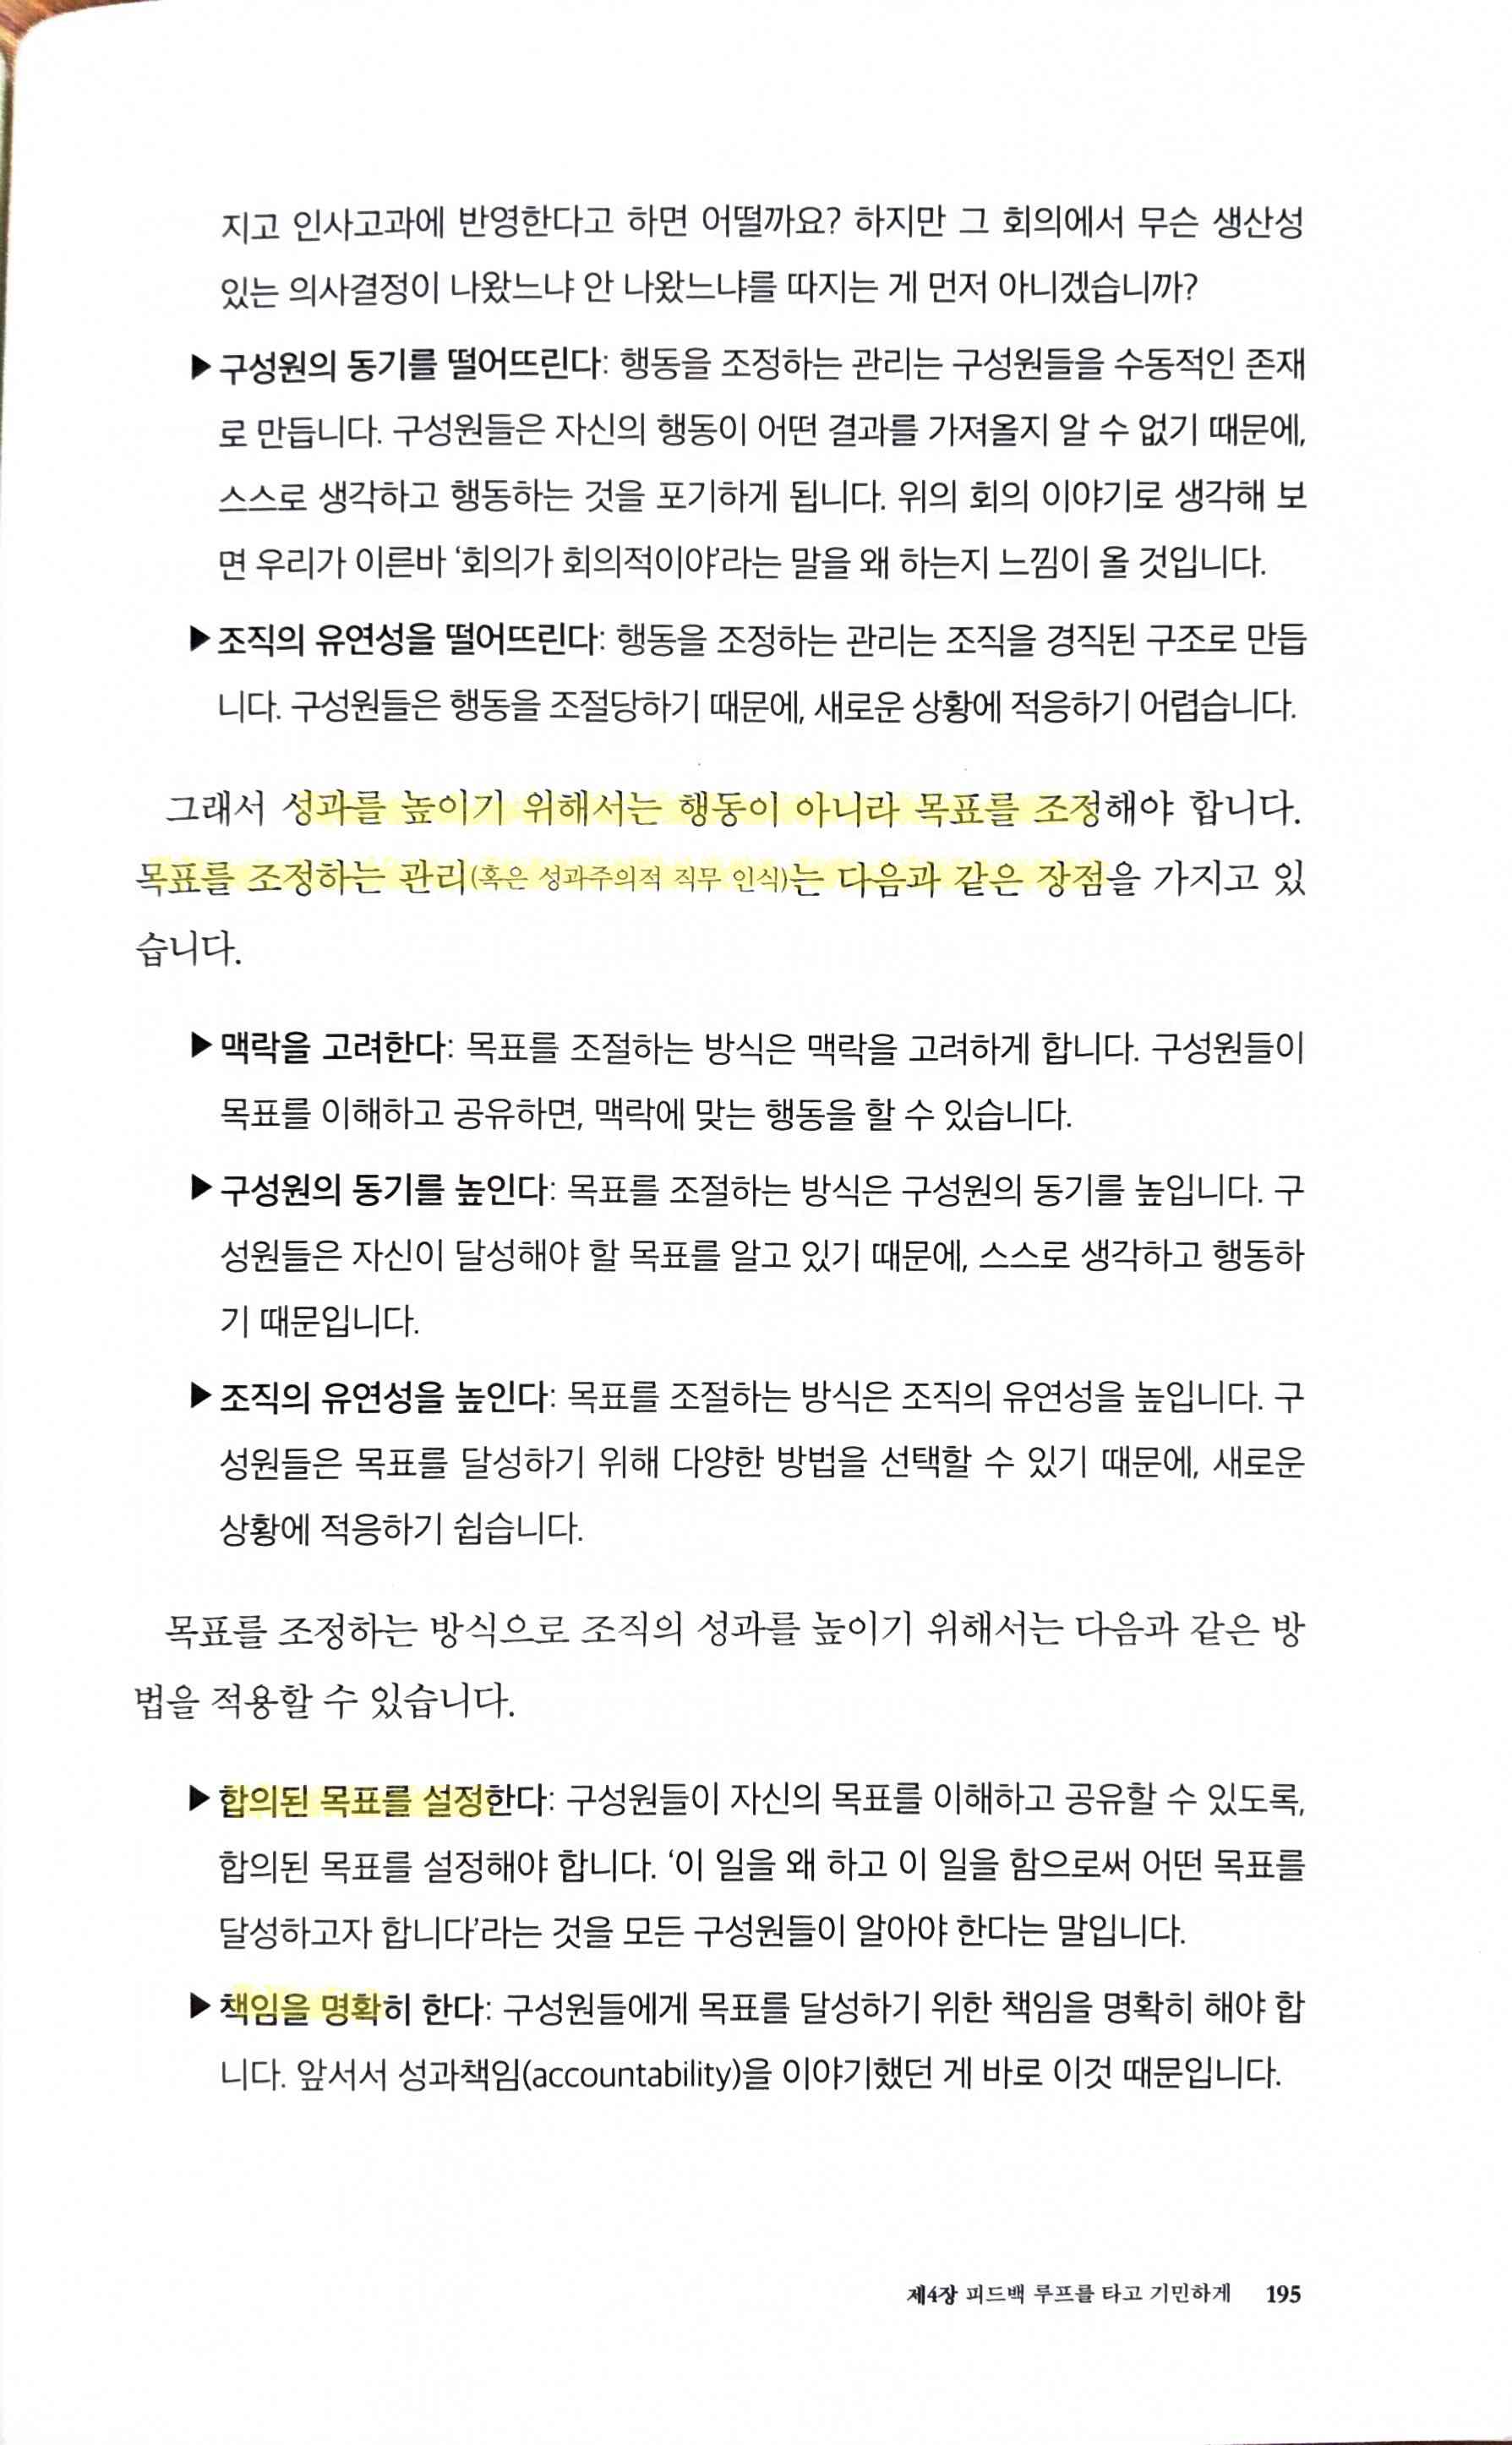 지고 인사고과에 반영한다고 하면 어떨까요? 하지만 그 회의에서 무슨 생산성
있는 의사결정이 나왔느냐 안 나왔느냐를 따지는 게 먼저 아니겠습니까?
▶구성원의 동기를 떨어뜨린다: 행동을 조정하는 관리는 구성원들을 수동적인 존재
로 만듭니다. 구성원들은 자신의 행동이 어떤 결과를 가져올지 알 수 없기 때문에,
스스로 생각하고 행동하는 것을 포기하게 됩니다. 위의 회의 이야기로 생각해 보
면 우리가 이른바 ‘회의가 회의적이야’라는 말을 왜 하는지 느낌이 올 것입니다.
▶조직의 유연성을 떨어뜨린다: 행동을 조정하는 관리는 조직을 경직된 구조로 만듭
니다. 구성원들은 행동을 조절당하기 때문에, 새로운 상황에 적응하기 어렵습니다.
그래서 성과를 높이기 위해서는 행동이 아니라 목표를 조정해야 합니다.
목표를 조정하는 관리(혹은 성과주의적 직무 인식)는 다음과 같은 장점을 가지고 있
습니다.
▶맥락을 고려한다: 목표를 조절하는 방식은 맥락을 고려하게 합니다. 구성원들이
목표를 이해하고 공유하면, 맥락에 맞는 행동을 할 수 있습니다.
▶구성원의 동기를 높인다: 목표를 조절하는 방식은 구성원의 동기를 높입니다. 구
성원들은 자신이 달성해야 할 목표를 알고 있기 때문에, 스스로 생각하고 행동하
기 때문입니다.
▶조직의 유연성을 높인다: 목표를 조절하는 방식은 조직의 유연성을 높입니다. 구
성원들은 목표를 달성하기 위해 다양한 방법을 선택할 수 있기 때문에, 새로운
상황에 적응하기 쉽습니다.
목표를 조정하는 방식으로 조직의 성과를 높이기 위해서는 다음과 같은 방
법을 적용할 수 있습니다.
▶합의된 목표를 설정한다: 구성원들이 자신의 목표를 이해하고 공유할 수 있도록,
합의된 목표를 설정해야 합니다. ‘이 일을 왜 하고 이 일을 함으로써 어떤 목표를
달성하고자 합니다’라는 것을 모든 구성원들이 알아야 한다는 말입니다.
▶책임을 명확히 한다: 구성원들에게 목표를 달성하기 위한 책임을 명확히 해야 합
니다. 앞서서 성과책임(accountability)을 이야기했던 게 바로 이것 때문입니다.
제4장 피드백 루프를 타고 기민하게 195